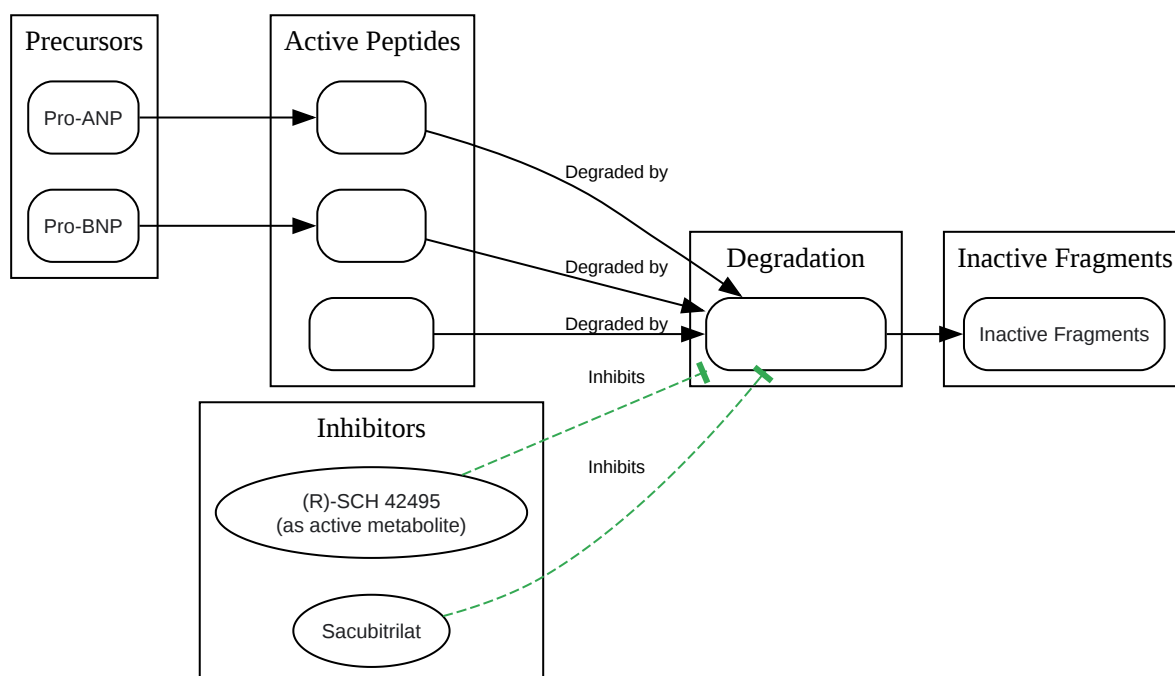 Precursors
Pro-ANP
Pro-BNP
Active Peptides
Degraded by
Degraded by
Degraded by
Degradation
Inactive Fragments
Inactive Fragments
Inhibits
Inhibits
Inhibitors
(R)-SCH 42495
(as active metabolite)
Sacubitrilat